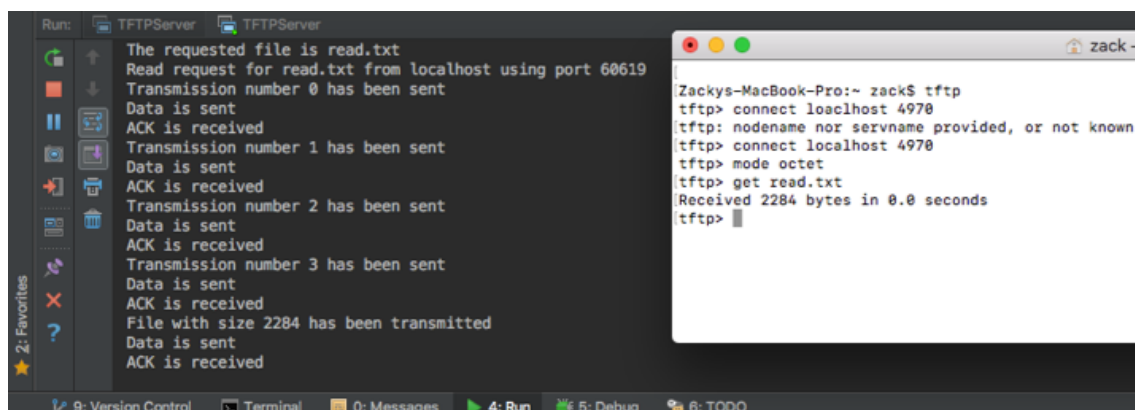 Run: TFTPServer TFTPServer
The requested file is read.txt
Read request for read.txt from localhost using port 60619
Transmission number 0 has been sent
Data is sent
ACK is received
Transmission number 1 has been sent
Data is sent
ACK is received
Transmission number 2 has been sent
Data is sent
ACK is received
Transmission number 3 has been sent
Data is sent
ACK is received
File with size 2284 has been transmitted
Data is sent
ACK is received
zack -
[
[Zackys-MacBook-Pro:~ zack$ tftp
tftp> connect loaclhost 4970
[tftp: nodename nor servname provided, or not known
[tftp> connect localhost 4970
tftp> mode octet
[tftp> get read.txt
[Received 2284 bytes in 0.0 seconds
[tftp>
2: Favorites
9: Version Control Terminal 0: Messages 4: Run 5: Debug 6: TODO